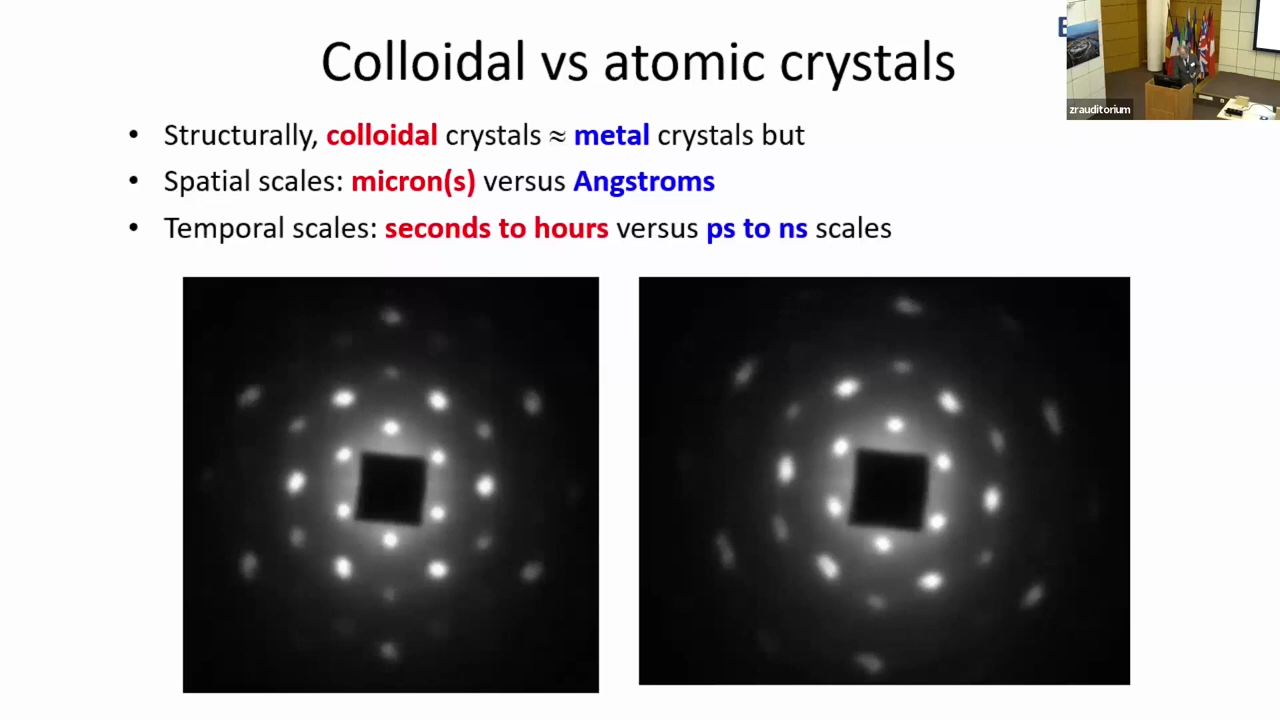 Colloidal vs atomic crystals
• Structurally, colloidal crystals ≈ metal crystals but
• Spatial scales: micron(s) versus Angstroms
• Temporal scales: seconds to hours versus ps to ns scales
zrauditorium